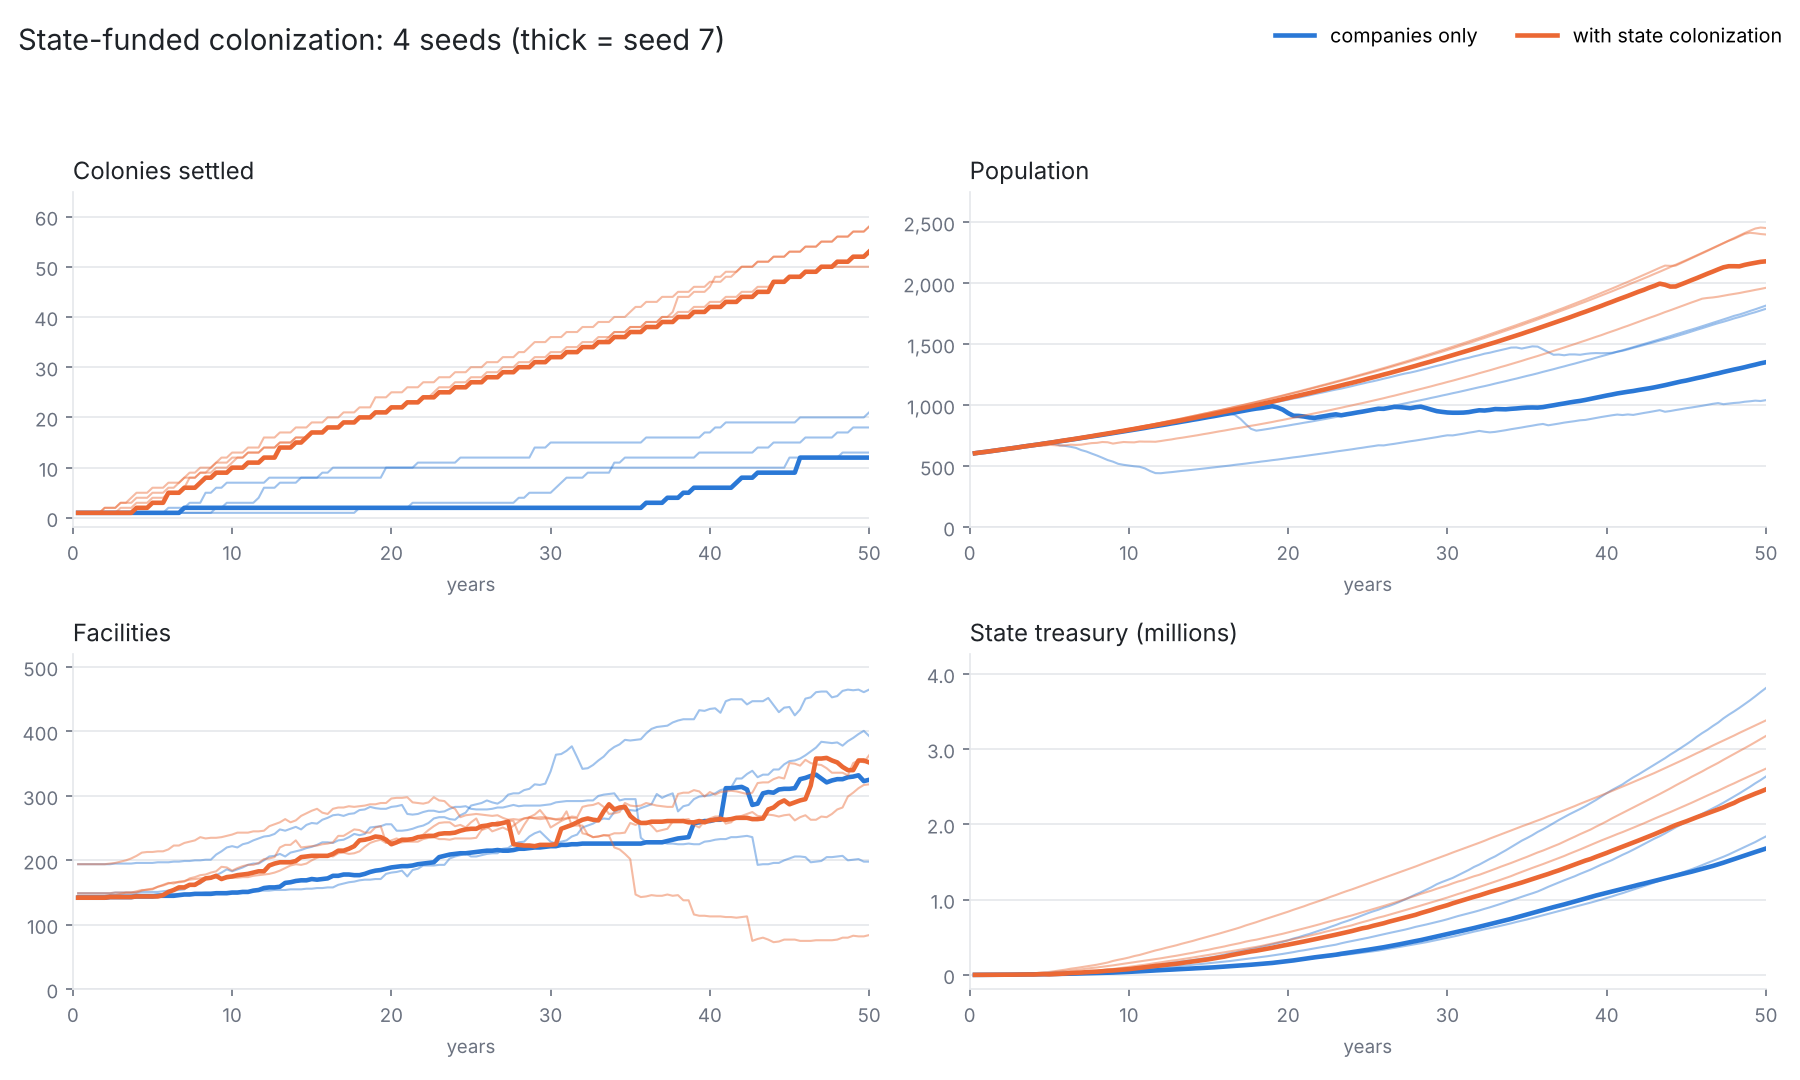 State-funded colonization: 4 seeds (thick = seed 7)
companies only
with state colonization
Colonies settled
60
50
40
30
20
10
0
0 10 20 30 40 50
years
Population
2,500
2,000
1,500
1,000
500
0
0 10 20 30 40 50
years
Facilities
500
400
300
200
100
0
0 10 20 30 40 50
years
State treasury (millions)
4.0
3.0
2.0
1.0
0
0 10 20 30 40 50
years